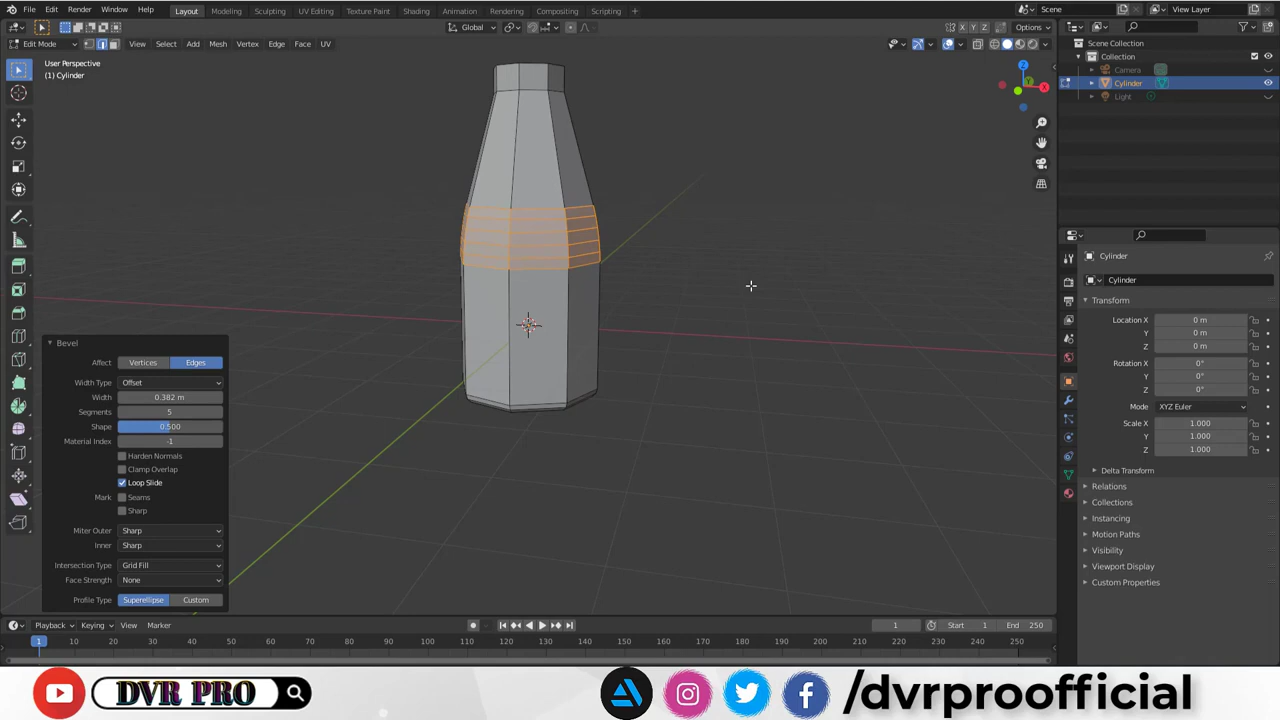 File Edit Render Window Help Layout Modeling Sculpting UV Editing Texture Paint Shading Animation Rendering Compositing Scripting + Scene View Layer
Global Options
Edit Mode View Select Add Mesh Vertex Edge Face UV
User Perspective
(1) Cylinder
Scene Collection
Collection
Camera
Cylinder
Light
Z
Y
X
Cylinder
Cylinder
Transform
Location X 0 m
Y 0 m
Z 0 m
Rotation X 0°
Y 0°
Z 0°
Mode XYZ Euler
Scale X 1.000
Y 1.000
Z 1.000
Delta Transform
Relations
Collections
Instancing
Motion Paths
Visibility
Viewport Display
Custom Properties
Bevel
Affect Vertices Edges
Width Type Offset
Width 0.382 m
Segments 5
Shape 0.500
Material Index -1
Harden Normals
Clamp Overlap
Loop Slide
Mark Seams
Sharp
Miter Outer Sharp
Inner Sharp
Intersection Type Grid Fill
Face Strength None
Profile Type Superellipse Custom
Playback Keying View Marker 1 Start 1 End 250
1 10 20 30 40 50 60 70 80 90 100 110 120 130 140 150 160 170 180 190 200 210 220 230 240 250
DVR PRO /dvrproofficial